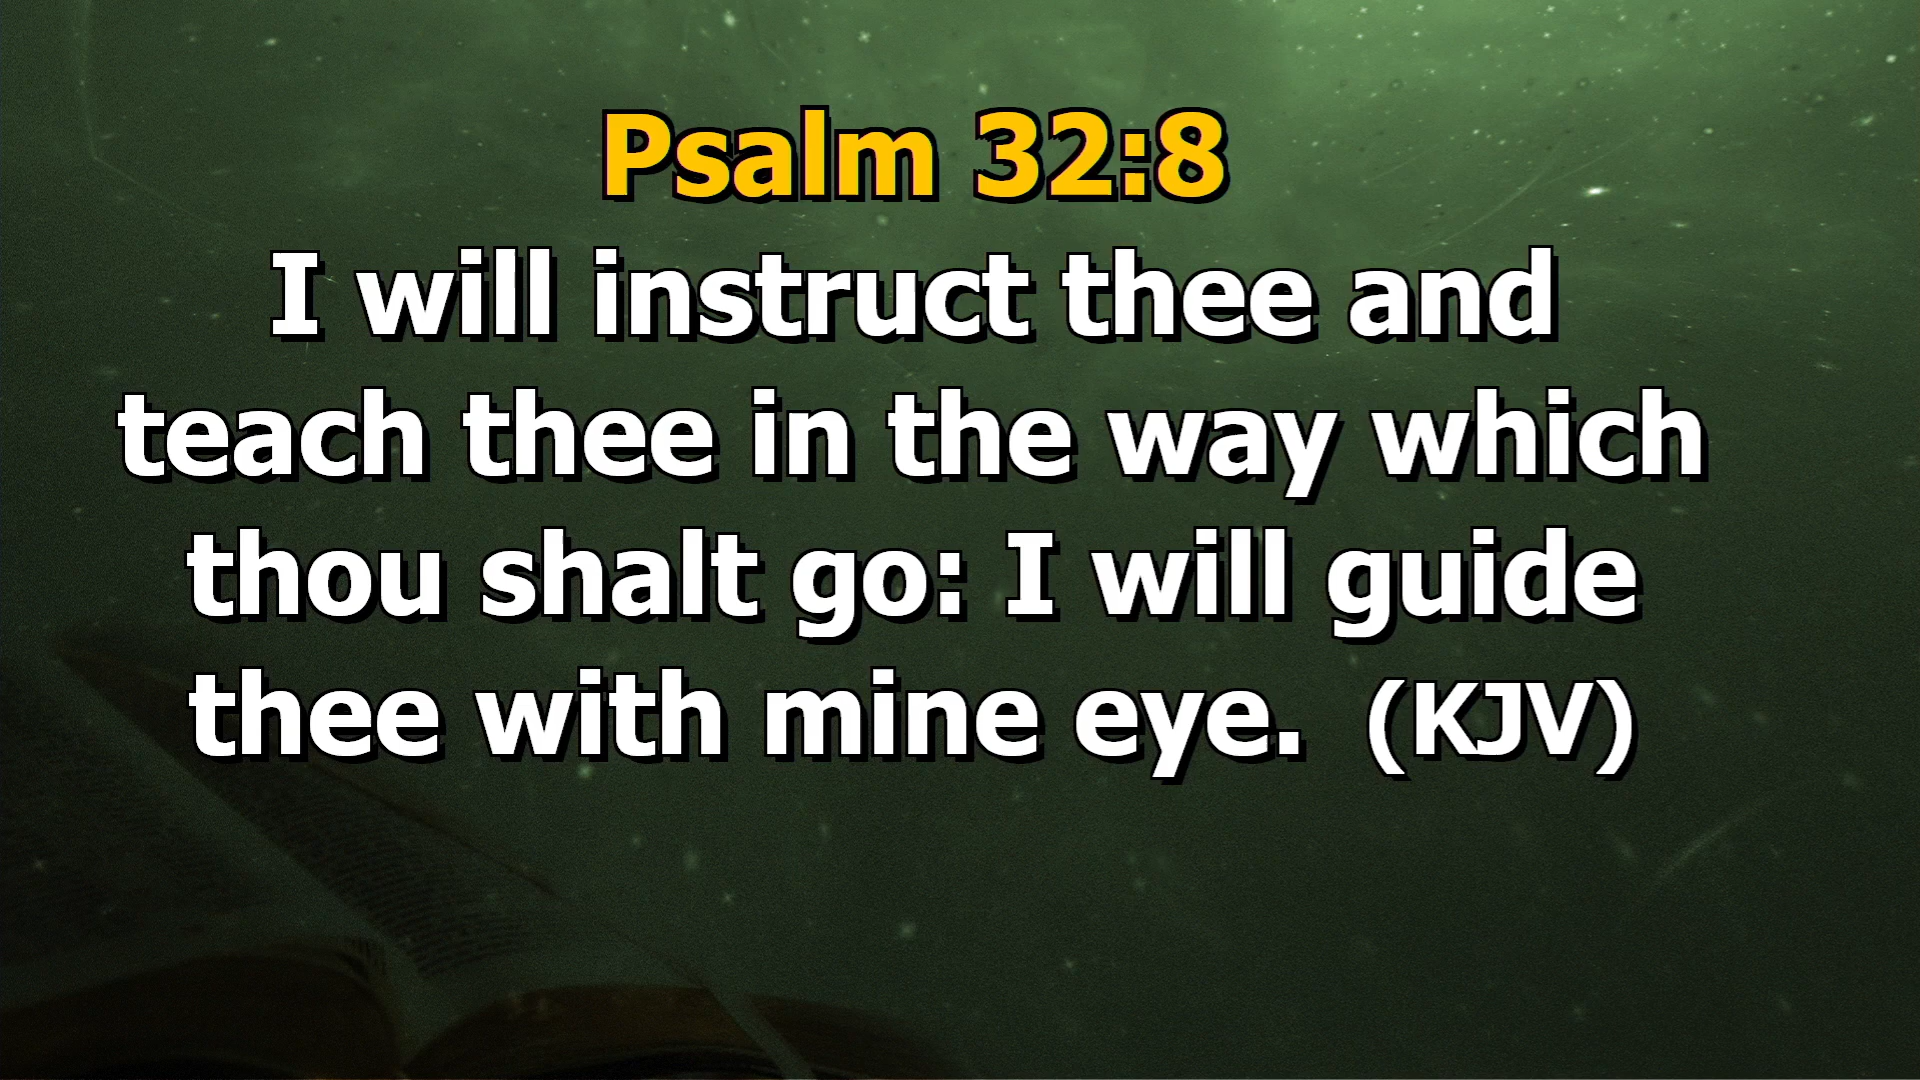 Psalm 32:8
I will instruct thee and
teach thee in the way which
thou shalt go: I will guide
thee with mine eye.  (KJV)